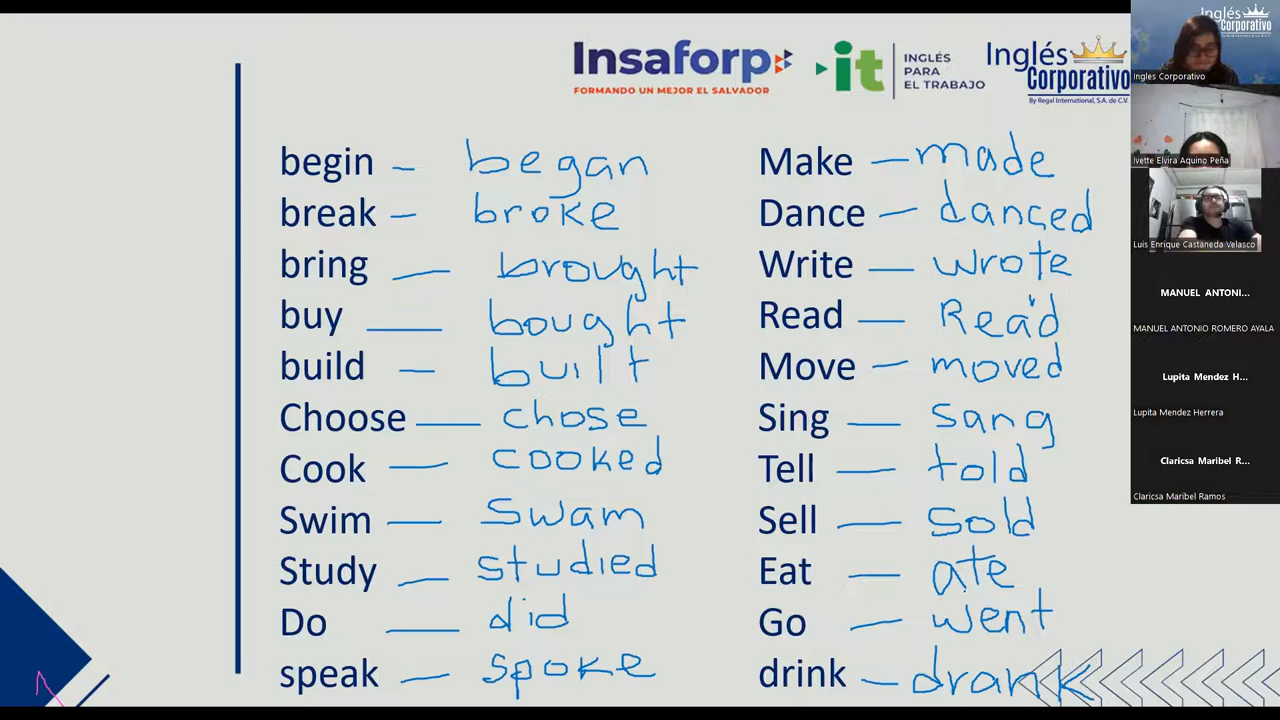 Insaforp
FORMANDO UN MEJOR EL SALVADOR
it
INGLÉS
PARA
EL TRABAJO
Inglés
Corporativo
By Regal International, S.A. de C.V.
begin – began
break – broke
bring — brought
buy — bought
build – built
Choose — chose
Cook — cooked
Swim — swam
Study — studied
Do — did
speak — spoke
Make — made
Dance — danced
Write — wrote
Read — Read
Move — moved
Sing — sang
Tell — told
Sell — sold
Eat — ate
Go — went
drink — drank
Inglés
Corporativo
Ingles Corporativo
Ivette Elvira Aquino Peña
Luis Enrique Castaneda Velasco
MANUEL ANTONI...
MANUEL ANTONIO ROMERO AYALA
Lupita Mendez H...
Lupita Mendez Herrera
Claricsa Maribel R...
Claricsa Maribel Ramos